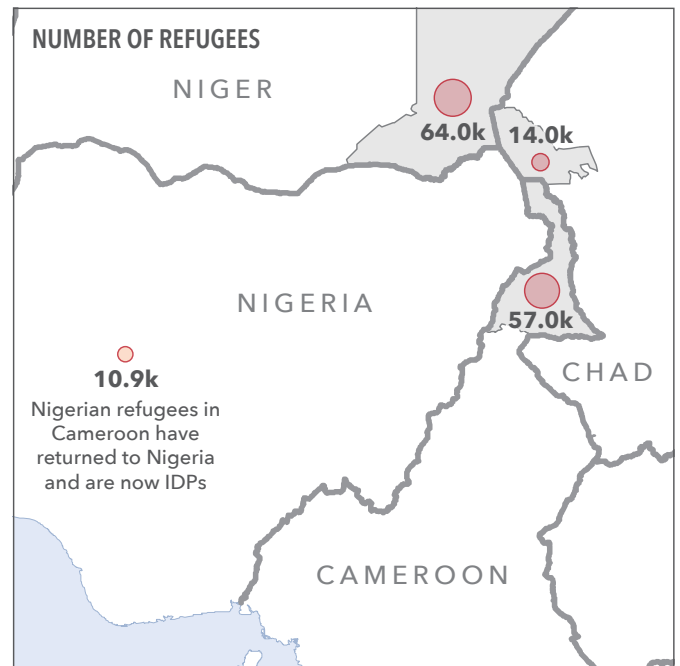 NUMBER OF REFUGEES
NIGER
64.0k
14.0k
NIGERIA
57.0k
10.9k
CHAD
Nigerian refugees in
Cameroon have
returned to Nigeria
and are now IDPs
CAMEROON